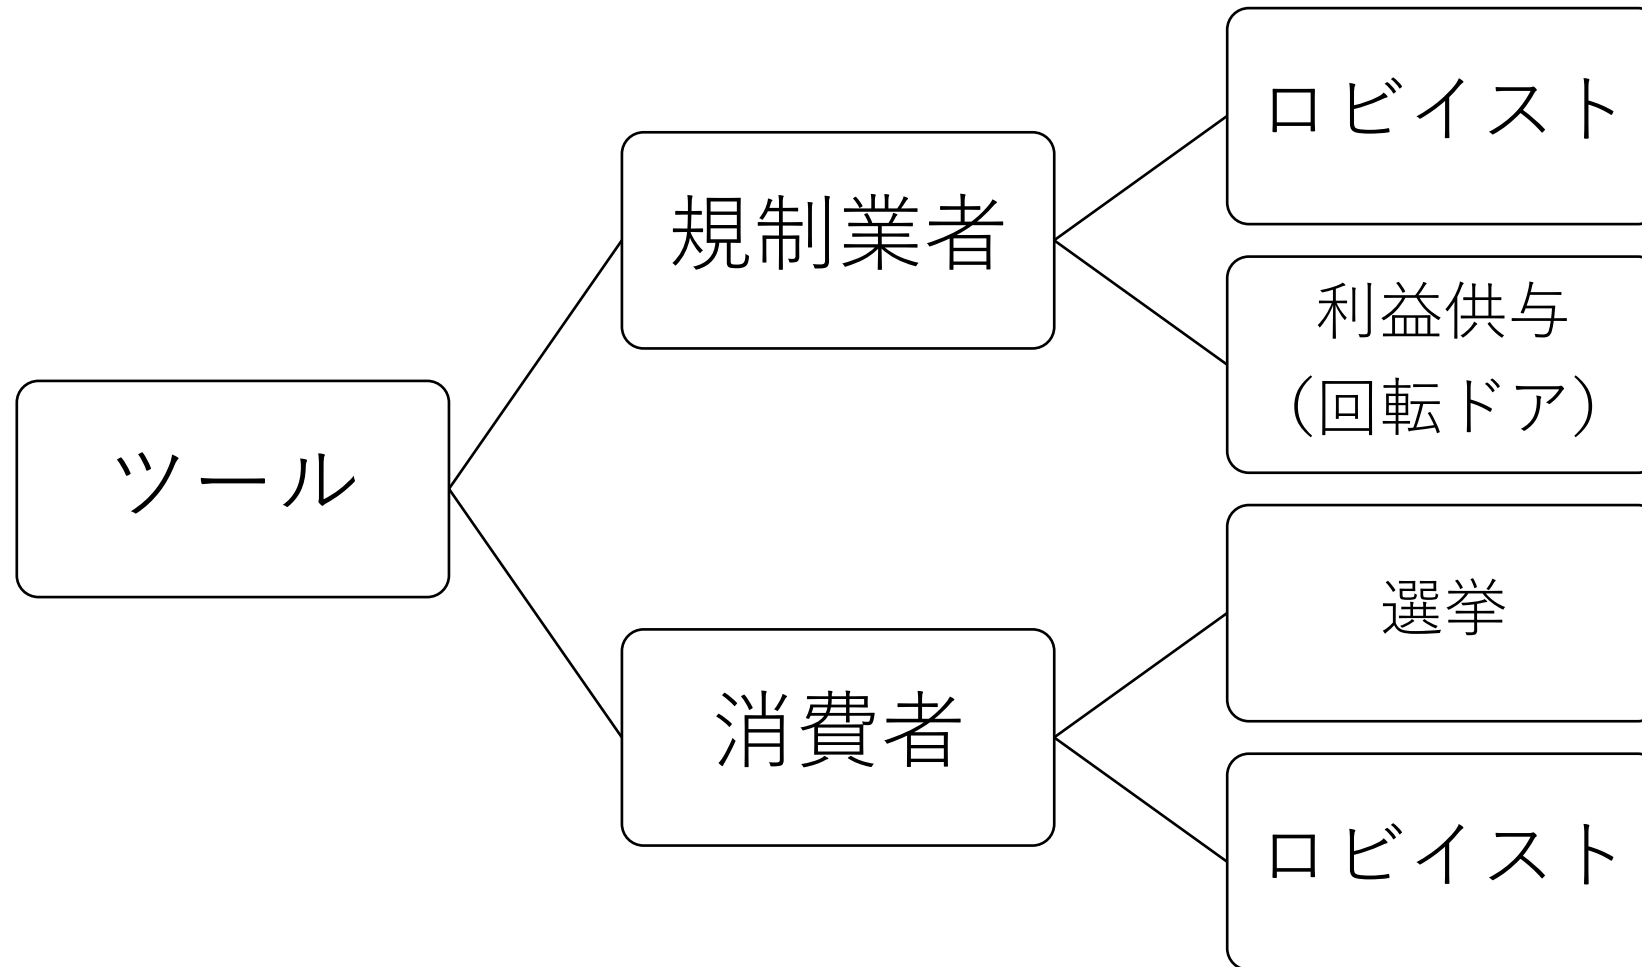 ツール
規制業者
消費者
ロビイスト
利益供与
(回転ドア)
選挙
ロビイスト